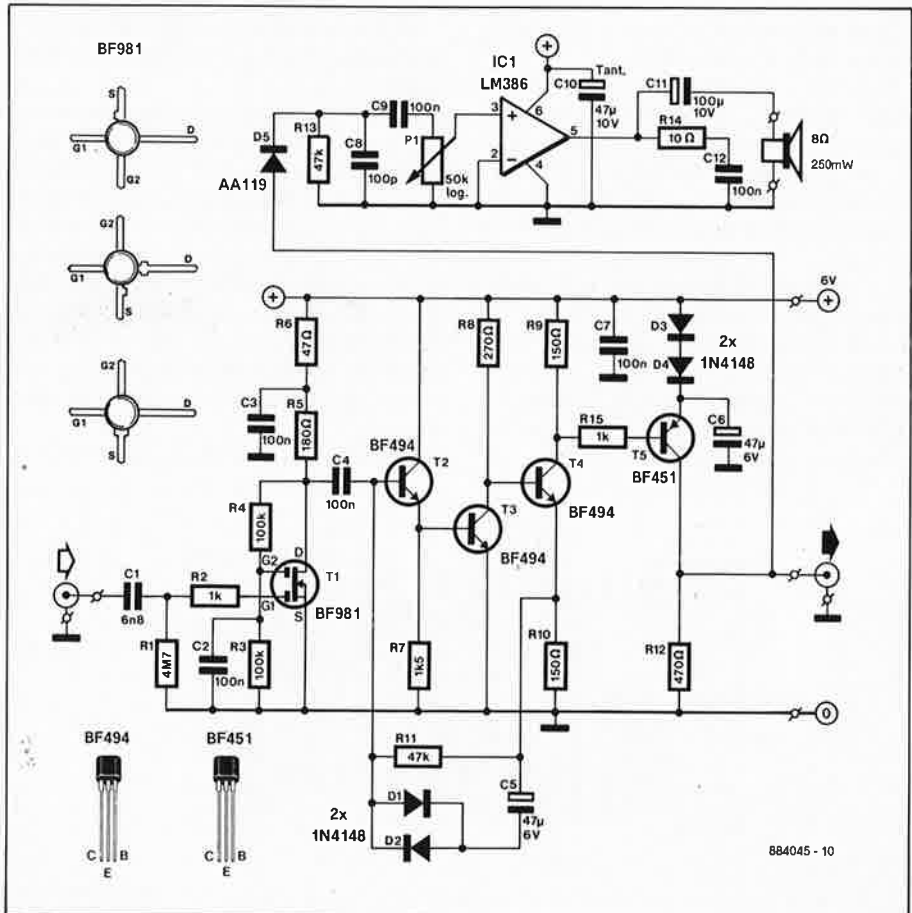 BF981
S
G1
D
G2
G2
G1
D
S
G2
G1
D
S
IC1
LM386
Tant.
C10
47µ
10V
6
3
+
5
2
−
4
C9
100n
D5
AA119
R13
47k
C8
100p
P1
50k
log.
C11
100µ
10V
R14
10Ω
C12
100n
8Ω
250mW
+
6V
+
R6
47Ω
C3
100n
R5
180Ω
C4
100n
BF494
T2
R8
270Ω
T3
BF494
R9
150Ω
T4
BF494
C7
100n
D3
D4
2x
1N4148
R15
1k
T5
BF451
C6
47µ
6V
R4
100k
G2
D
T1
G1
S
BF981
C1
6n8
R2
1k
R1
4M7
C2
100n
R3
100k
R7
1k5
R10
150Ω
R12
470Ω
0
R11
47k
D1
D2
2x
1N4148
C5
47µ
6V
BF494
C
B
E
BF451
C
B
E
884045 - 10